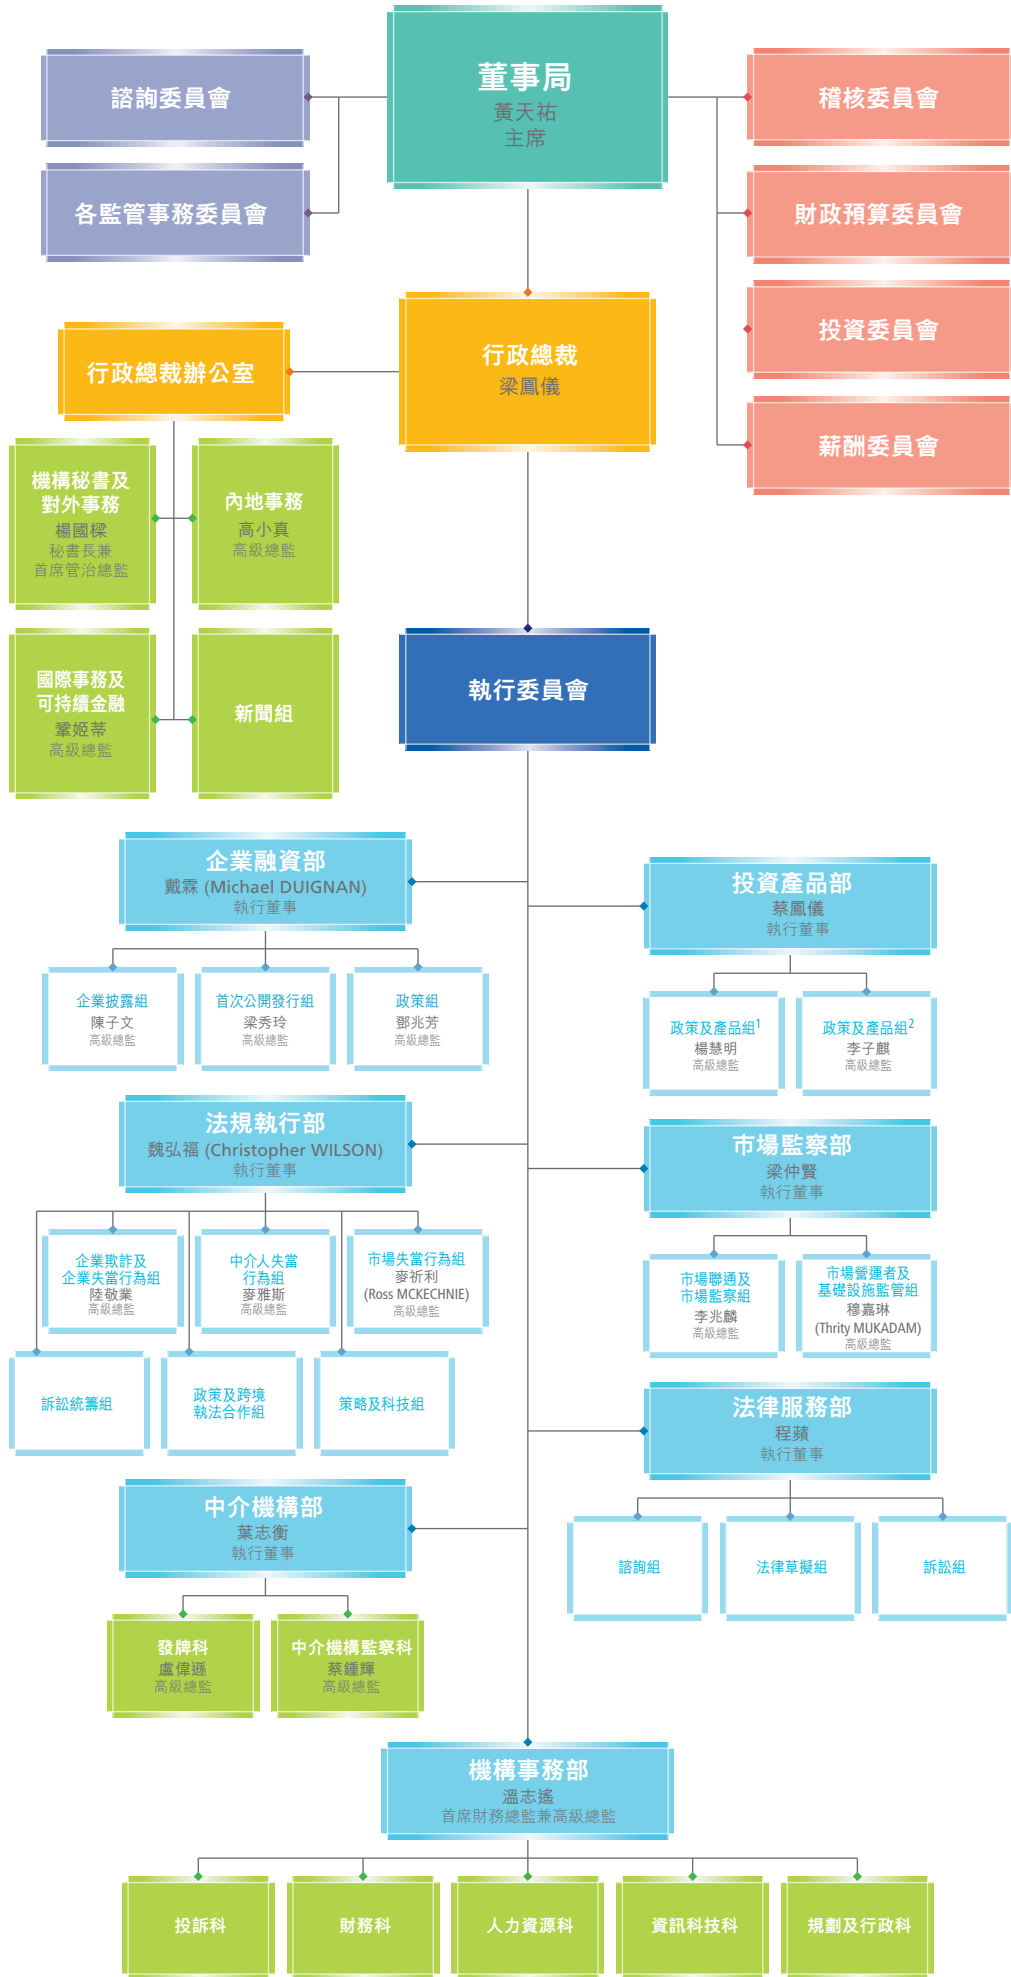 董事局
黃天祐
主席
諮詢委員會
各監管事務委員會
稽核委員會
財政預算委員會
投資委員會
薪酬委員會
行政總裁
梁鳳儀
行政總裁辦公室
機構秘書及
對外事務
楊國樑
秘書長兼
首席管治總監
內地事務
高小真
高級總監
國際事務及
可持續金融
鞏姬蒂
高級總監
新聞組
執行委員會
企業融資部
戴霖 (Michael DUIGNAN)
執行董事
企業披露組
陳子文
高級總監
首次公開發行組
梁秀玲
高級總監
政策組
鄧兆芳
高級總監
投資產品部
蔡鳳儀
執行董事
政策及產品組1
楊慧明
高級總監
政策及產品組2
李子麒
高級總監
法規執行部
魏弘福 (Christopher WILSON)
執行董事
企業欺詐及
企業失當行為組
陸敬業
高級總監
中介人失當
行為組
麥雅斯
高級總監
市場失當行為組
麥祈利
(Ross MCKECHNIE)
高級總監
訴訟統籌組
政策及跨境
執法合作組
策略及科技組
市場監察部
梁仲賢
執行董事
市場聯通及
市場監察組
李兆麟
高級總監
市場營運者及
基礎設施監管組
穆嘉琳
(Thrity MUKADAM)
高級總監
法律服務部
程蘋
執行董事
諮詢組
法律草擬組
訴訟組
中介機構部
葉志衡
執行董事
發牌科
盧偉遜
高級總監
中介機構監察科
蔡鍾輝
高級總監
機構事務部
溫志遙
首席財務總監兼高級總監
投訴科
財務科
人力資源科
資訊科技科
規劃及行政科